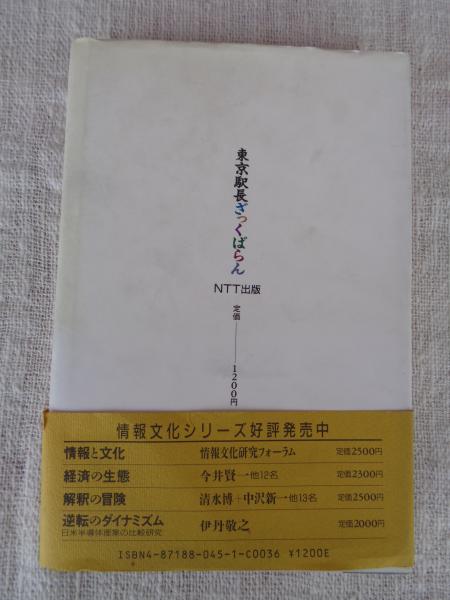 東京駅長ざっくばらん
NTT出版
定価——1200円
情報文化シリーズ好評発売中
情報と文化 情報文化研究フォーラム 定価2500円
経済の生態 今井賢一他12名 定価2300円
解釈の冒険 清水博+中沢新一他13名 定価2500円
逆転のダイナミズム 伊丹敬之 定価2000円
日米半導体産業の比較研究
ISBN4-87188-045-1-C0036 ¥1200E